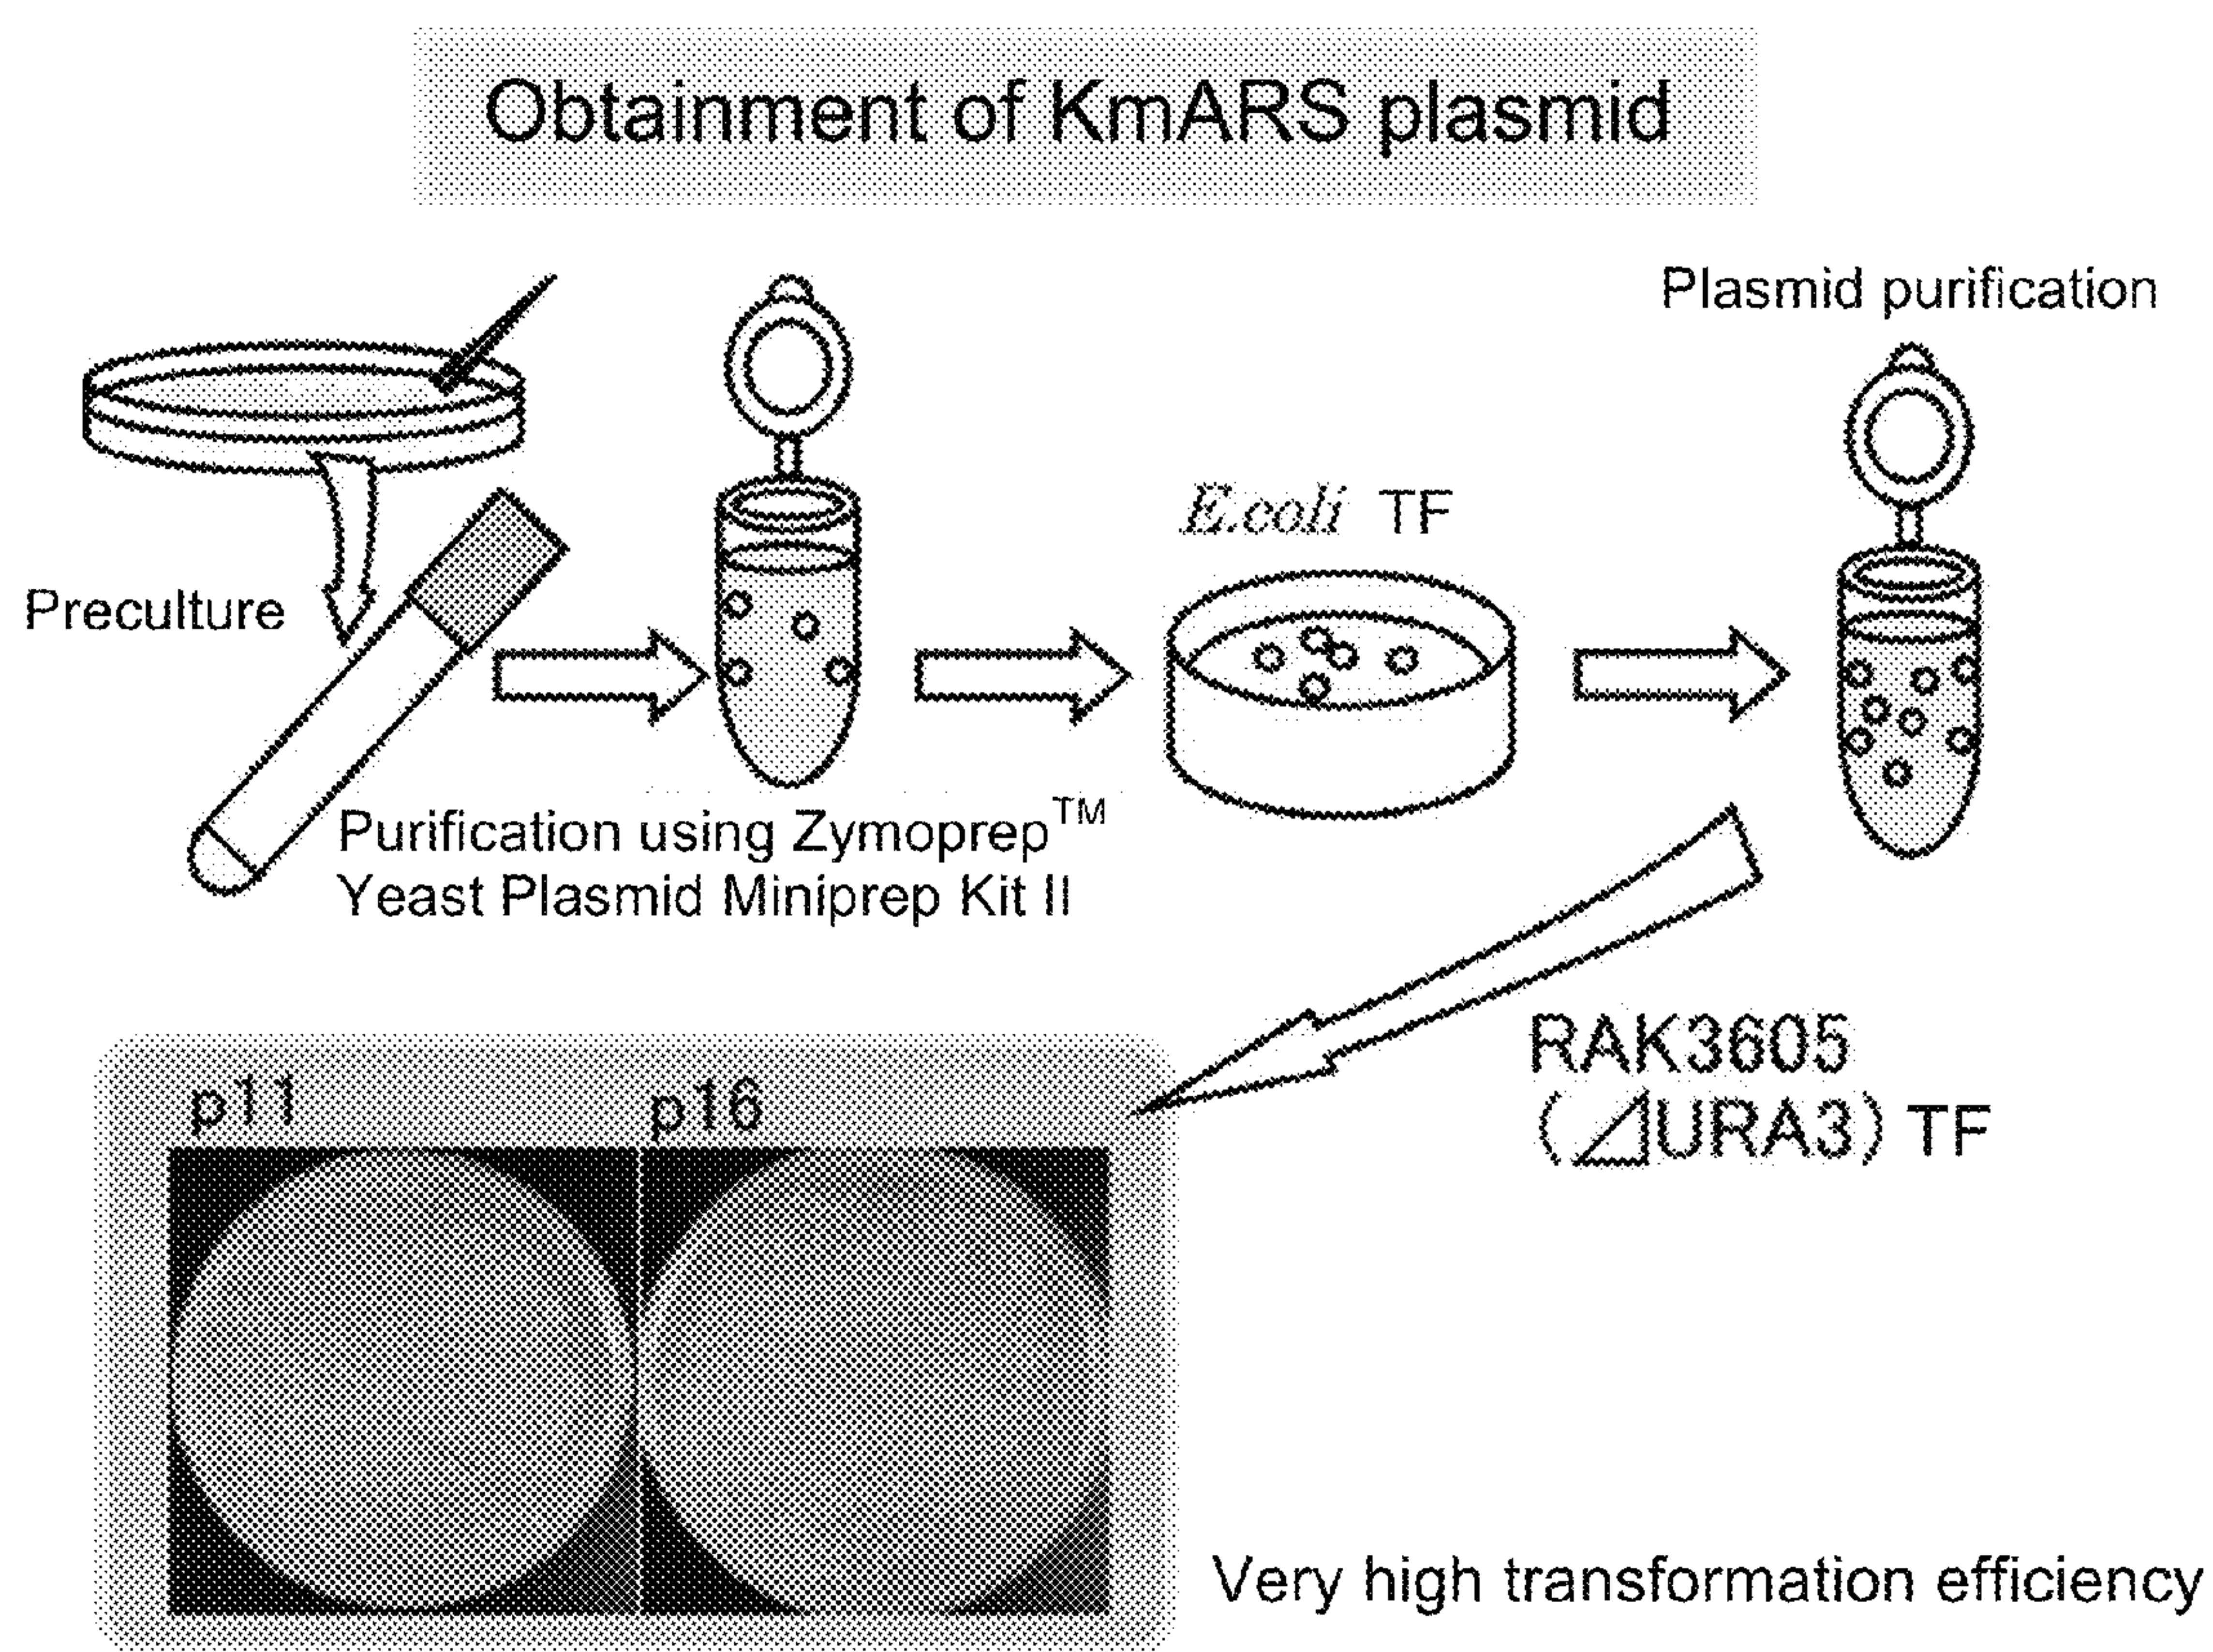 Obtainment of KmARS plasmid
Plasmid purification
E.coli TF
Preculture
Purification using Zymoprep™
Yeast Plasmid Miniprep Kit II
RAK3605
(⊿URA3) TF
p11
p16
Very high transformation efficiency